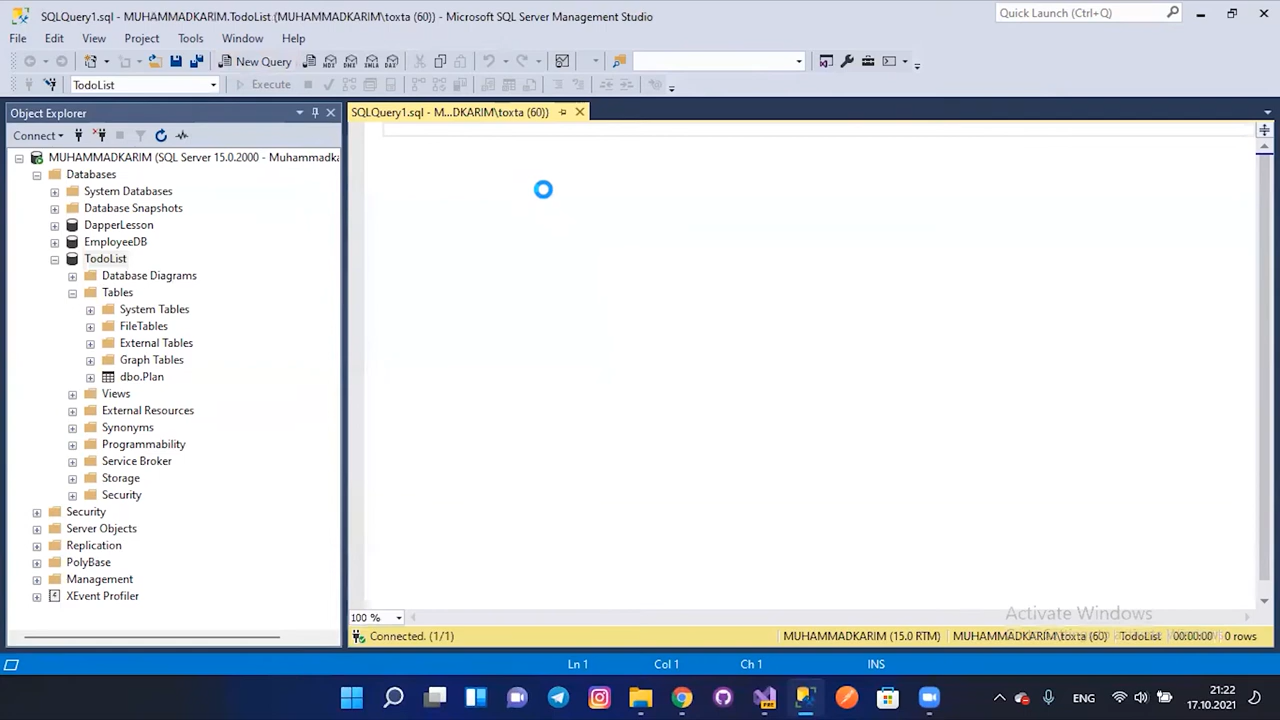 SQLQuery1.sql - MUHAMMADKARIM.TodoList (MUHAMMADKARIM\toxta (60))* - Microsoft SQL Server Management Studio
Quick Launch (Ctrl+Q)
File Edit View Project Tools Window Help
New Query
MDX DMX XMLA DAX
TodoList
Execute
Object Explorer
SQLQuery1.sql - M...DKARIM\toxta (60))*
Connect
MUHAMMADKARIM (SQL Server 15.0.2000 - Muhammadka
Databases
System Databases
Database Snapshots
DapperLesson
EmployeeDB
TodoList
Database Diagrams
Tables
System Tables
FileTables
External Tables
Graph Tables
dbo.Plan
Views
External Resources
Synonyms
Programmability
Service Broker
Storage
Security
Security
Server Objects
Replication
PolyBase
Management
XEvent Profiler
100 %
Activate Windows
Connected. (1/1)
MUHAMMADKARIM (15.0 RTM)
MUHAMMADKARIM\toxta (60)
TodoList
00:00:00
0 rows
Ln 1
Col 1
Ch 1
INS
ENG
21:22
17.10.2021